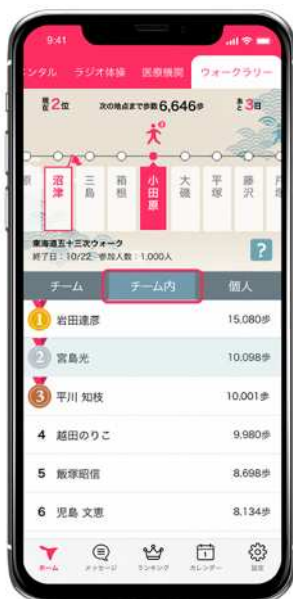 9:41
ンタル ラジオ体操 医療機関 ウォークラリー
現在2位 次の地点まで歩数6,646歩 あと3日
沼津 三島 箱根 小田原 大磯 平塚 藤沢
東海道五十三次ウォーク
終了日:10/22 参加人数:1,000人
?
チーム チーム内 個人
1 岩田達彦 15,080歩
2 宮島光 10,098歩
3 平川 知枝 10,001歩
4 越田のりこ 9,980歩
5 飯塚昭信 8,698歩
6 児島 文恵 8,134歩
ホーム メッセージ ランキング カレンダー 設定